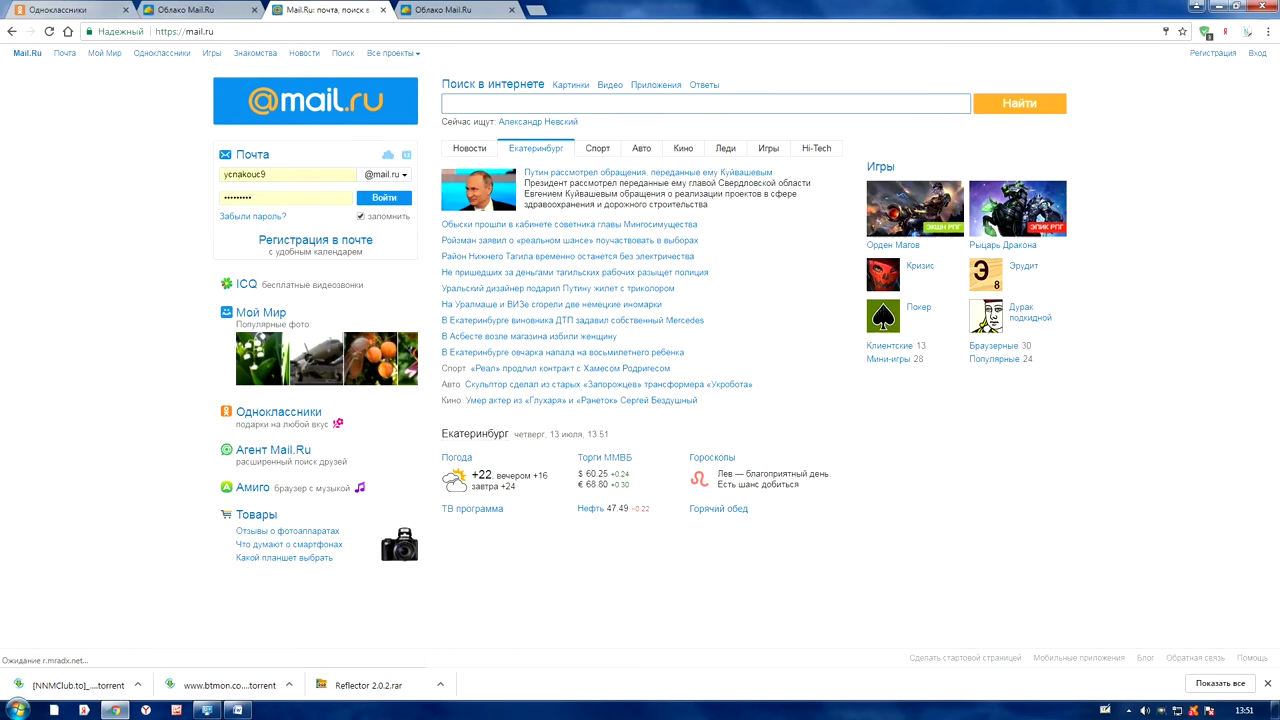 Одноклассники
Облако Mail.Ru
Mail.Ru: почта, поиск в
Облако Mail.Ru
Надежный
https://mail.ru
Mail.Ru Почта Мой Мир Одноклассники Игры Знакомства Новости Поиск Все проекты
Регистрация Вход
@mail.ru
Поиск в интернете Картинки Видео Приложения Ответы
Найти
Сейчас ищут: Александр Невский
Почта
ycnakouc9 @mail.ru
Войти
Забыли пароль? запомнить
Регистрация в почте
с удобным календарем
ICQ бесплатные видеозвонки
Мой Мир
Популярные фото:
Одноклассники
подарки на любой вкус
Агент Mail.Ru
расширенный поиск друзей
Амиго браузер с музыкой
Товары
Отзывы о фотоаппаратах
Что думают о смартфонах
Какой планшет выбрать
Новости Екатеринбург Спорт Авто Кино Леди Игры Hi-Tech
Путин рассмотрел обращения, переданные ему Куйвашевым
Президент рассмотрел переданные ему главой Свердловской области
Евгением Куйвашевым обращения о реализации проектов в сфере
здравоохранения и дорожного строительства
Обыски прошли в кабинете советника главы Мингосимущества
Ройзман заявил о «реальном шансе» поучаствовать в выборах
Район Нижнего Тагила временно останется без электричества
Не пришедших за деньгами тагильских рабочих разыщет полиция
Уральский дизайнер подарил Путину жилет с триколором
На Уралмаше и ВИЗе сгорели две немецкие иномарки
В Екатеринбурге виновника ДТП задавил собственный Mercedes
В Асбесте возле магазина избили женщину
В Екатеринбурге овчарка напала на восьмилетнего ребенка
Спорт «Реал» продлил контракт с Хамесом Родригесом
Авто Скульптор сделал из старых «Запорожцев» трансформера «Укробота»
Кино Умер актер из «Глухаря» и «Ранеток» Сергей Бездушный
Екатеринбург четверг, 13 июля, 13:51
Погода
+22, вечером +16
завтра +24
ТВ программа
Торги ММВБ
$ 60.25 +0.24
€ 68.80 +0.30
Нефть 47.49 −0.22
Гороскопы
Лев — благоприятный день.
Есть шанс добиться
Горячий обед
Игры
ЭКШН РПГ
ЭПИК РПГ
Орден Магов
Рыцарь Дракона
Кризис
Э 8
Эрудит
Покер
Дурак
подкидной
Клиентские 13
Браузерные 30
Мини-игры 28
Популярные 24
Сделать стартовой страницей Мобильные приложения Блог Обратная связь Помощь
Ожидание r.mradx.net...
[NNMClub.to]_....torrent
www.btmon.co....torrent
Reflector 2.0.2.rar
Показать все
13:51